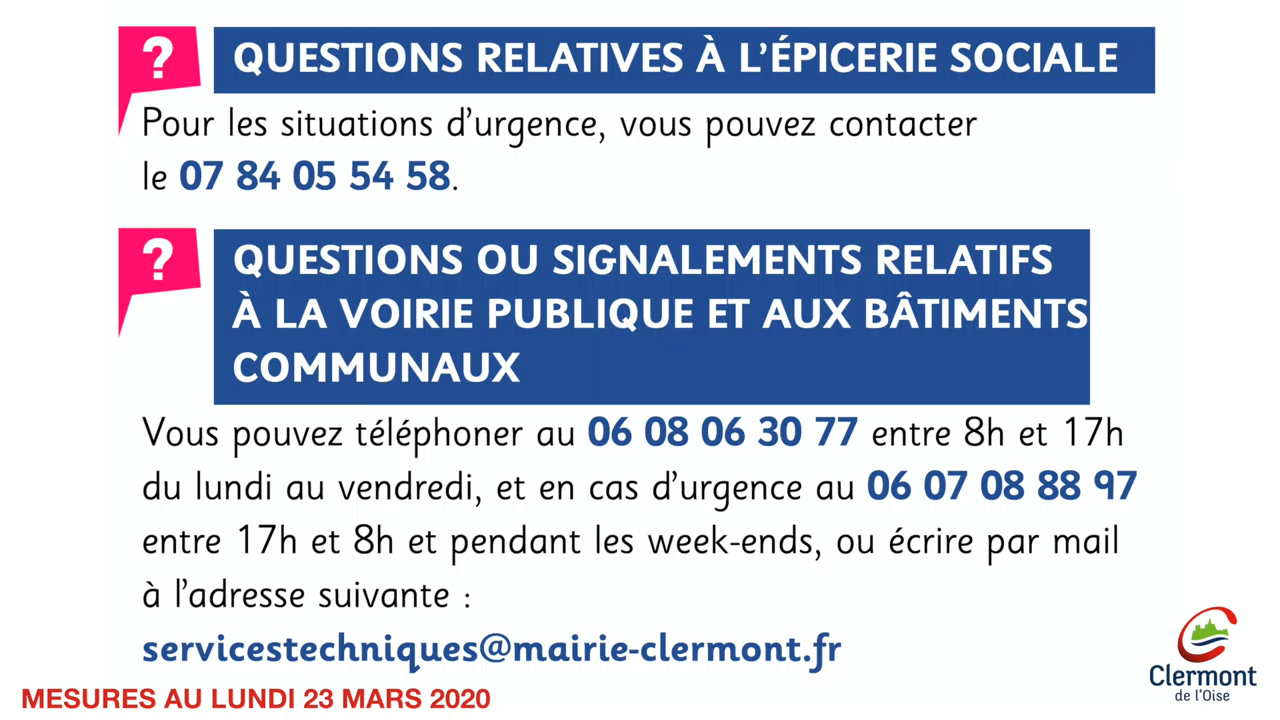 ?
QUESTIONS RELATIVES À L’ÉPICERIE SOCIALE
Pour les situations d’urgence, vous pouvez contacter
le 07 84 05 54 58.
?
QUESTIONS OU SIGNALEMENTS RELATIFS
À LA VOIRIE PUBLIQUE ET AUX BÂTIMENTS
COMMUNAUX
Vous pouvez téléphoner au 06 08 06 30 77 entre 8h et 17h
du lundi au vendredi, et en cas d’urgence au 06 07 08 88 97
entre 17h et 8h et pendant les week-ends, ou écrire par mail
à l’adresse suivante :
servicestechniques@mairie-clermont.fr
MESURES AU LUNDI 23 MARS 2020
Clermont
de l’Oise